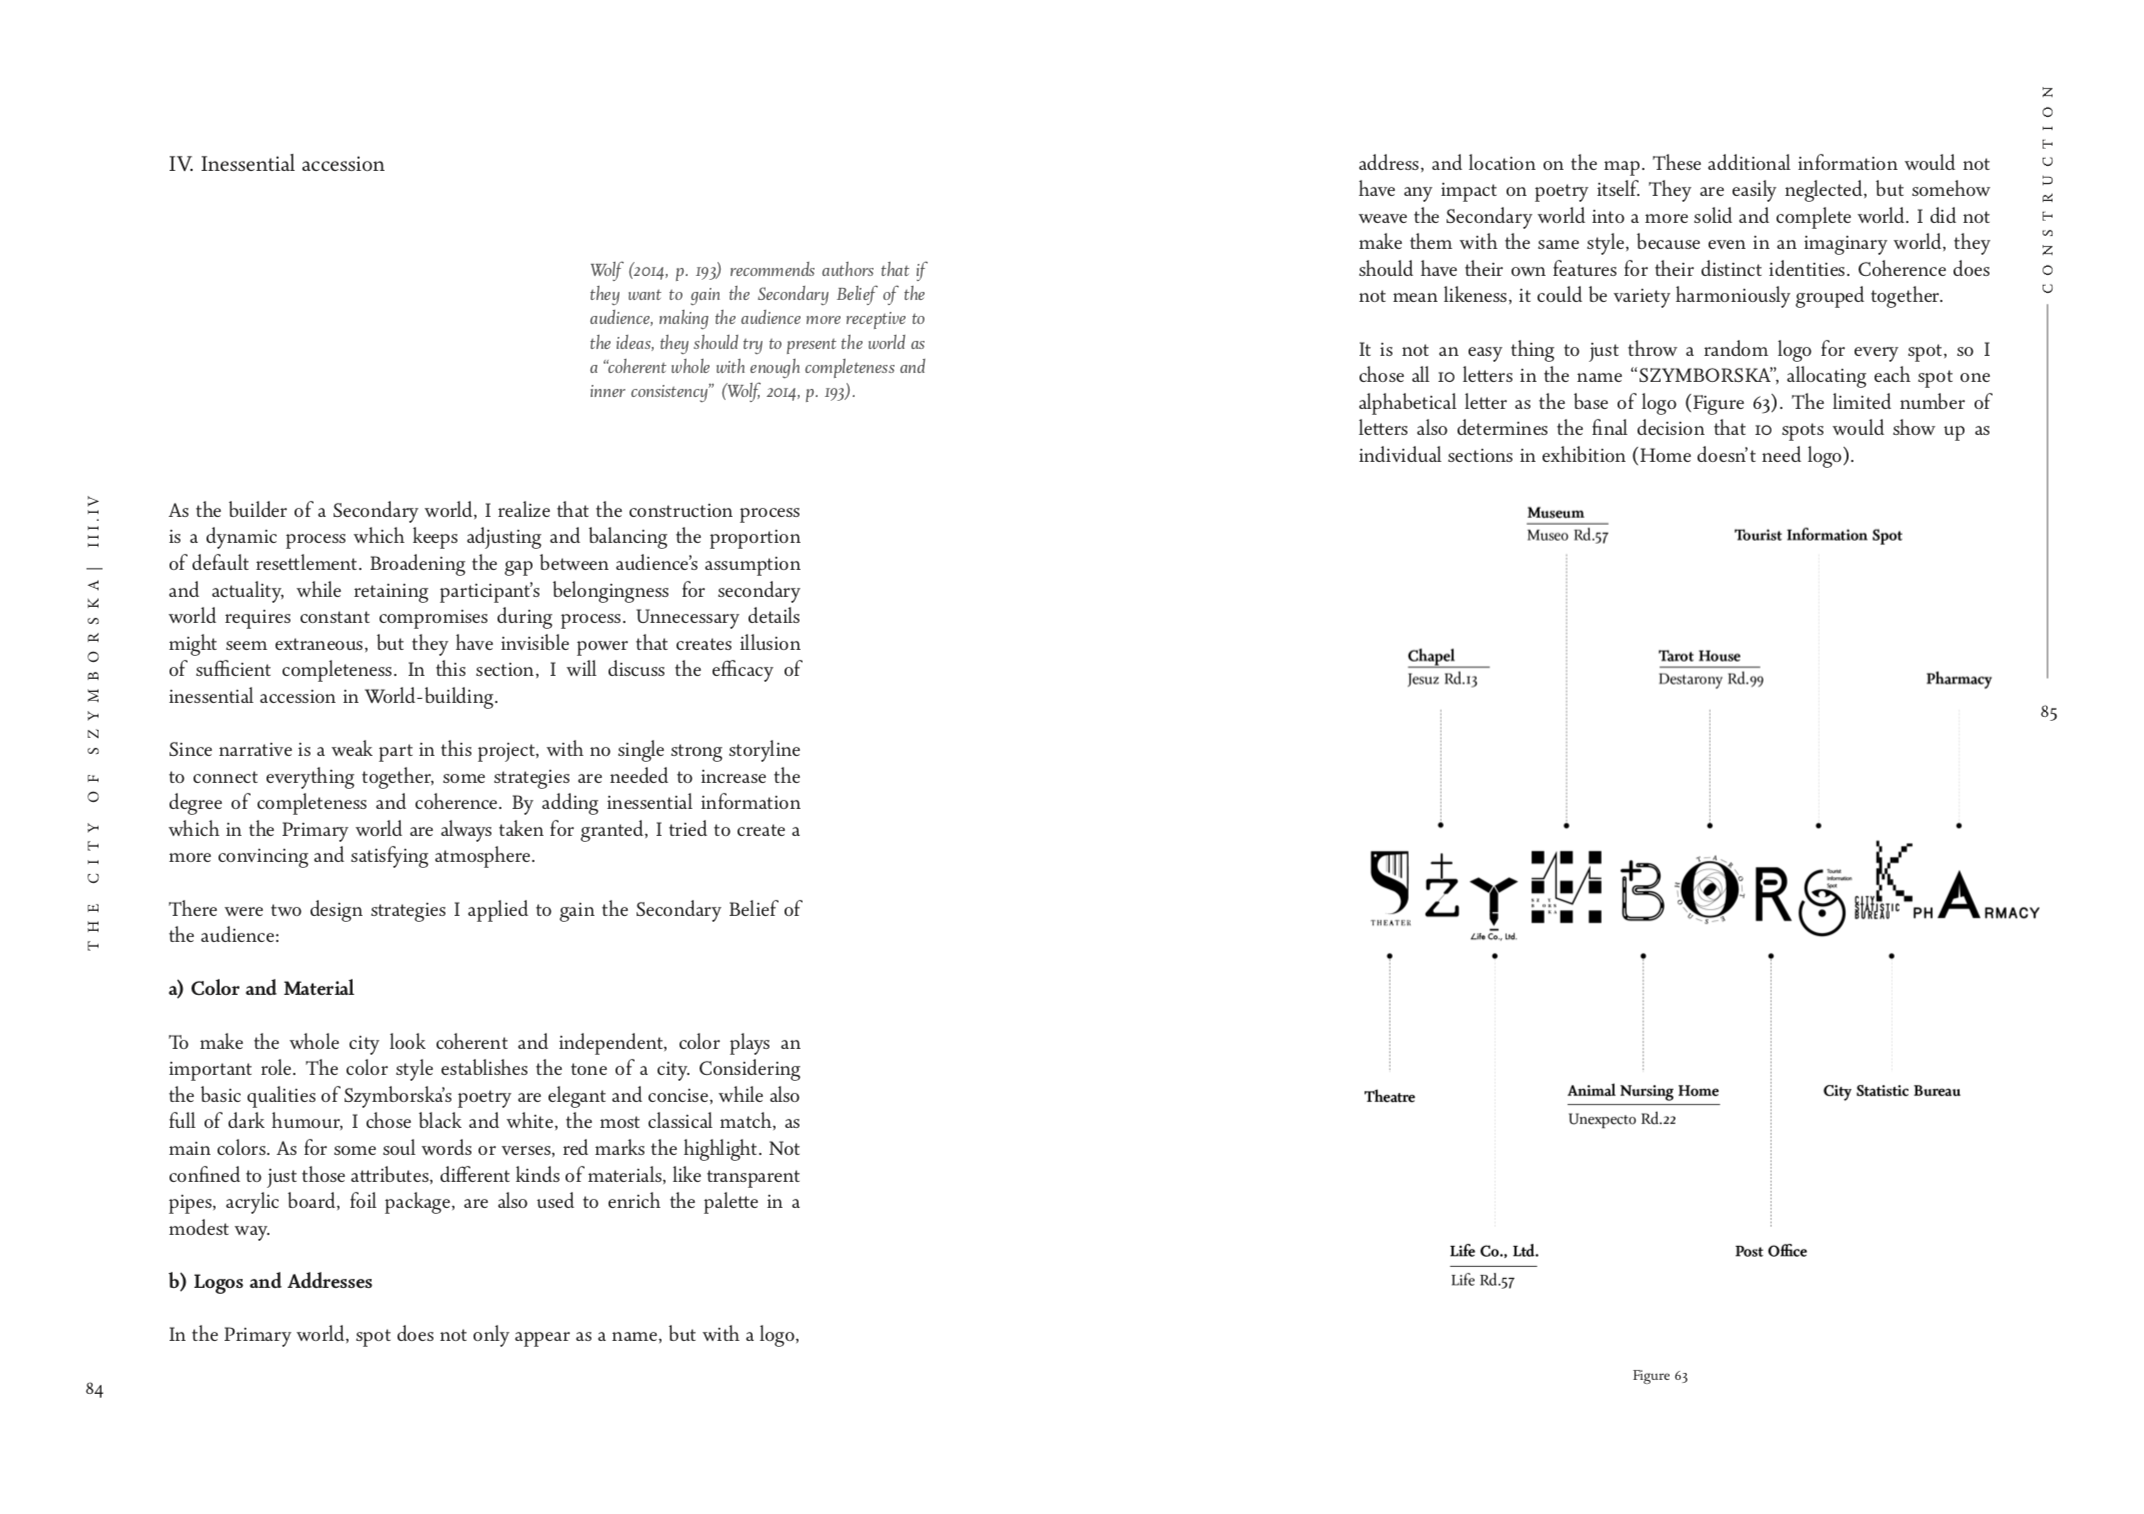 THE CITY OF SZYMBORSKA | III.IV
IV. Inessential accession
Wolf (2014, p. 193) recommends authors that if
they want to gain the Secondary Belief of the
audience, making the audience more receptive to
the ideas, they should try to present the world as
a “coherent whole with enough completeness and
inner consistency” (Wolf, 2014, p. 193).
As the builder of a Secondary world, I realize that the construction process
is a dynamic process which keeps adjusting and balancing the proportion
of default resettlement. Broadening the gap between audience’s assumption
and actuality, while retaining participant’s belongingness for secondary
world requires constant compromises during process. Unnecessary details
might seem extraneous, but they have invisible power that creates illusion
of sufficient completeness. In this section, I will discuss the efficacy of
inessential accession in World-building.
Since narrative is a weak part in this project, with no single strong storyline
to connect everything together, some strategies are needed to increase the
degree of completeness and coherence. By adding inessential information
which in the Primary world are always taken for granted, I tried to create a
more convincing and satisfying atmosphere.
There were two design strategies I applied to gain the Secondary Belief of
the audience:
a) Color and Material
To make the whole city look coherent and independent, color plays an
important role. The color style establishes the tone of a city. Considering
the basic qualities of Szymborska’s poetry are elegant and concise, while also
full of dark humour, I chose black and white, the most classical match, as
main colors. As for some soul words or verses, red marks the highlight. Not
confined to just those attributes, different kinds of materials, like transparent
pipes, acrylic board, foil package, are also used to enrich the palette in a
modest way.
b) Logos and Addresses
In the Primary world, spot does not only appear as a name, but with a logo,
84
CONSTRUCTION
85
address, and location on the map. These additional information would not
have any impact on poetry itself. They are easily neglected, but somehow
weave the Secondary world into a more solid and complete world. I did not
make them with the same style, because even in an imaginary world, they
should have their own features for their distinct identities. Coherence does
not mean likeness, it could be variety harmoniously grouped together.
It is not an easy thing to just throw a random logo for every spot, so I
chose all 10 letters in the name “SZYMBORSKA”, allocating each spot one
alphabetical letter as the base of logo (Figure 63). The limited number of
letters also determines the final decision that 10 spots would show up as
individual sections in exhibition (Home doesn’t need logo).
Museum
Museo Rd.57
Tourist Information Spot
Chapel
Jesuz Rd.13
Tarot House
Destarony Rd.99
Pharmacy
SZYMBORSKA
THEATER
Life Co., Ltd.
TAROT
HOUSE
Tourist
Information
Spot
CITY
STATISTIC
BUREAU
PHARMACY
Theatre
Animal Nursing Home
Unexpecto Rd.22
City Statistic Bureau
Life Co., Ltd.
Life Rd.57
Post Office
Figure 63